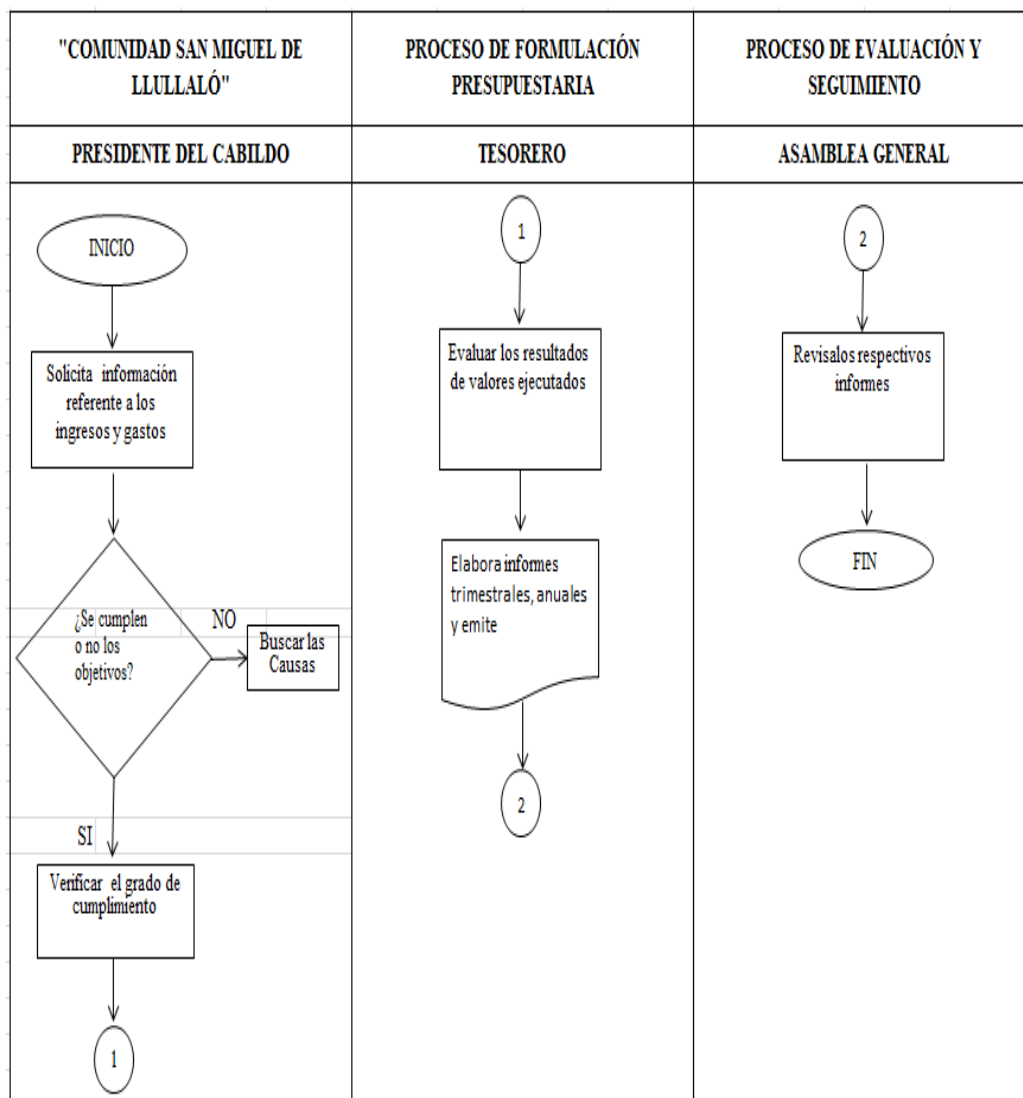 "COMUNIDAD SAN MIGUEL DE
LLULLALÓ"
PROCESO DE FORMULACIÓN
PRESUPUESTARIA
PROCESO DE EVALUACIÓN Y
SEGUIMIENTO
PRESIDENTE DEL CABILDO
TESORERO
ASAMBLEA GENERAL
INICIO
Solicita información
referente a los
ingresos y gastos
¿Se cumplen
o no los
objetivos?
NO
Buscar las
Causas
SI
Verificar el grado de
cumplimiento
1
1
Evaluar los resultados
de valores ejecutados
Elabora informes
trimestrales, anuales
y emite
2
2
Revisalos respectivos
informes
FIN